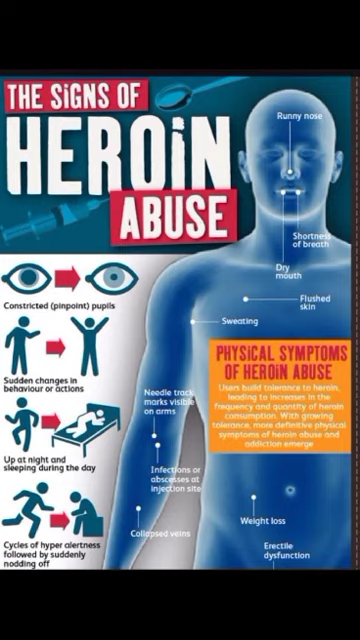 THE SIGNS OF
HEROIN
ABUSE
Runny nose
Shortness
of breath
Dry
mouth
Flushed
skin
Sweating
Constricted (pinpoint) pupils
Sudden changes in
behaviour or actions
Up at night and
sleeping during the day
Cycles of hyper alertness
followed by suddenly
nodding off
PHYSICAL SYMPTOMS
OF HEROIN ABUSE
Users build tolerance to heroin,
leading to increases in the
frequency and quantity of heroin
consumption. With growing
tolerance, more definitive physical
symptoms of heroin abuse and
addiction emerge
Needle track
marks visible
on arms
Infections or
abscesses at
injection site
Collapsed veins
Weight loss
Erectile
dysfunction